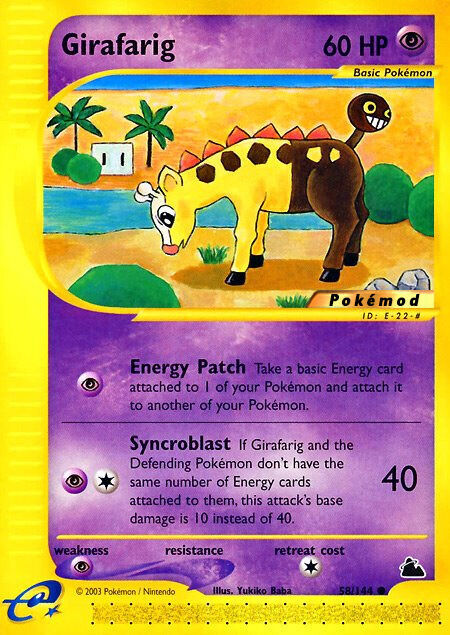 Girafarig
60 HP
Basic Pokémon
Pokémod
ID: E-22-#
Energy Patch Take a basic Energy card
attached to 1 of your Pokémon and attach it
to another of your Pokémon.
Syncroblast If Girafarig and the
Defending Pokémon don't have the
same number of Energy cards
attached to them, this attack's base
damage is 10 instead of 40.
40
weakness resistance retreat cost
© 2003 Pokémon / Nintendo Illus. Yukiko Baba 58/144
e